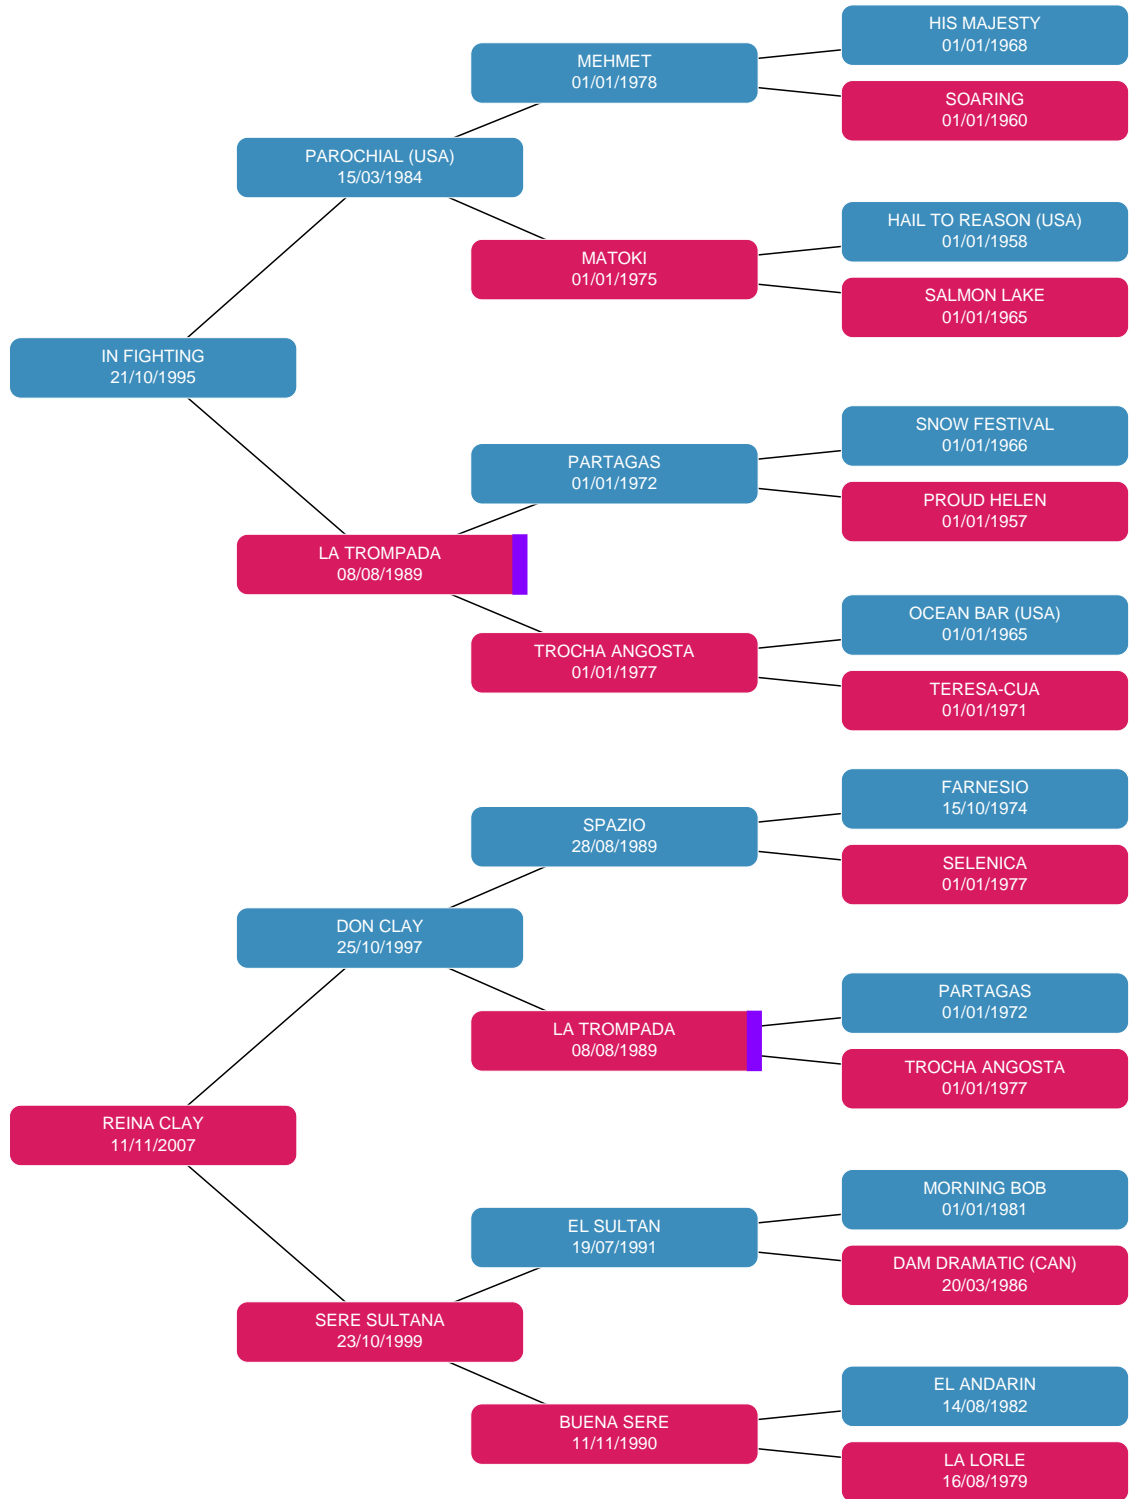 HIS MAJESTY
01/01/1968
MEHMET
01/01/1978
SOARING
01/01/1960
PAROCHIAL (USA)
15/03/1984
HAIL TO REASON (USA)
01/01/1958
MATOKI
01/01/1975
SALMON LAKE
01/01/1965
IN FIGHTING
21/10/1995
SNOW FESTIVAL
01/01/1966
PARTAGAS
01/01/1972
PROUD HELEN
01/01/1957
LA TROMPADA
08/08/1989
OCEAN BAR (USA)
01/01/1965
TROCHA ANGOSTA
01/01/1977
TERESA-CUA
01/01/1971
FARNESIO
15/10/1974
SPAZIO
28/08/1989
SELENICA
01/01/1977
DON CLAY
25/10/1997
PARTAGAS
01/01/1972
LA TROMPADA
08/08/1989
TROCHA ANGOSTA
01/01/1977
REINA CLAY
11/11/2007
MORNING BOB
01/01/1981
EL SULTAN
19/07/1991
DAM DRAMATIC (CAN)
20/03/1986
SERE SULTANA
23/10/1999
EL ANDARIN
14/08/1982
BUENA SERE
11/11/1990
LA LORLE
16/08/1979